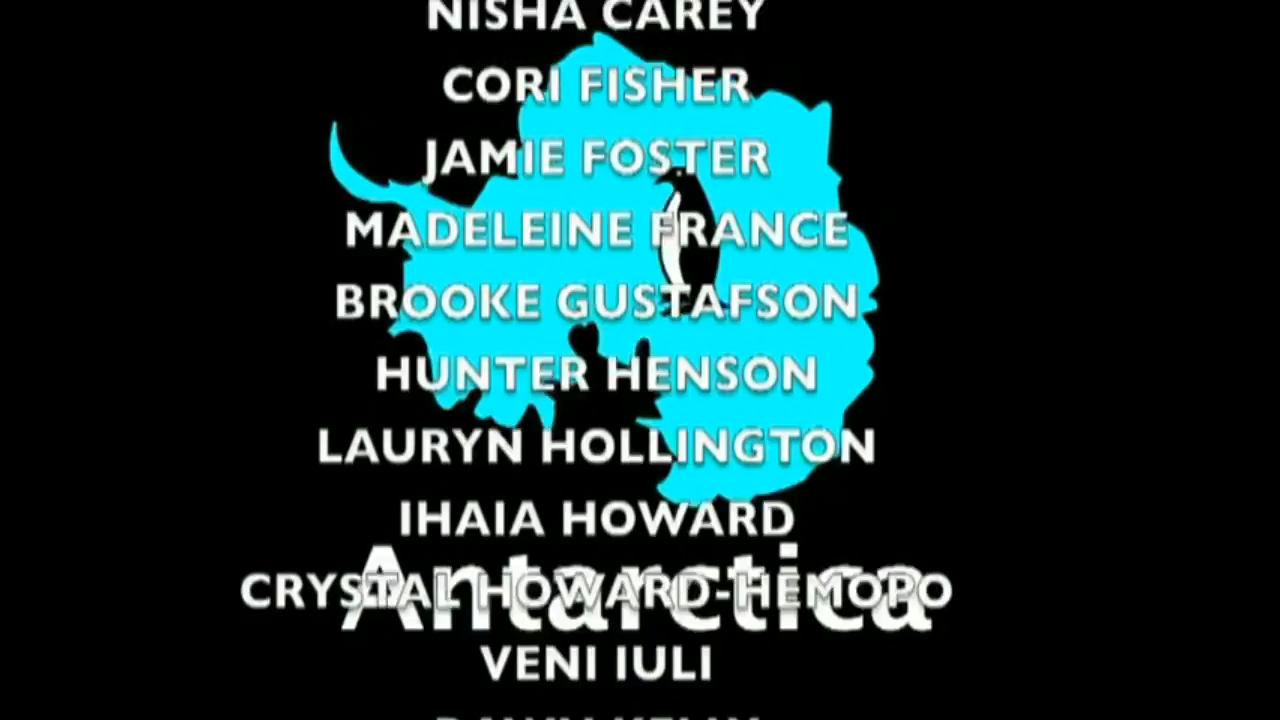 NISHA CAREY
CORI FISHER
JAMIE FOSTER
MADELEINE FRANCE
BROOKE GUSTAFSON
HUNTER HENSON
LAURYN HOLLINGTON
IHAIA HOWARD
Antarctica
CRYSTAL HOWARD-HEMOPO
VENI IULI